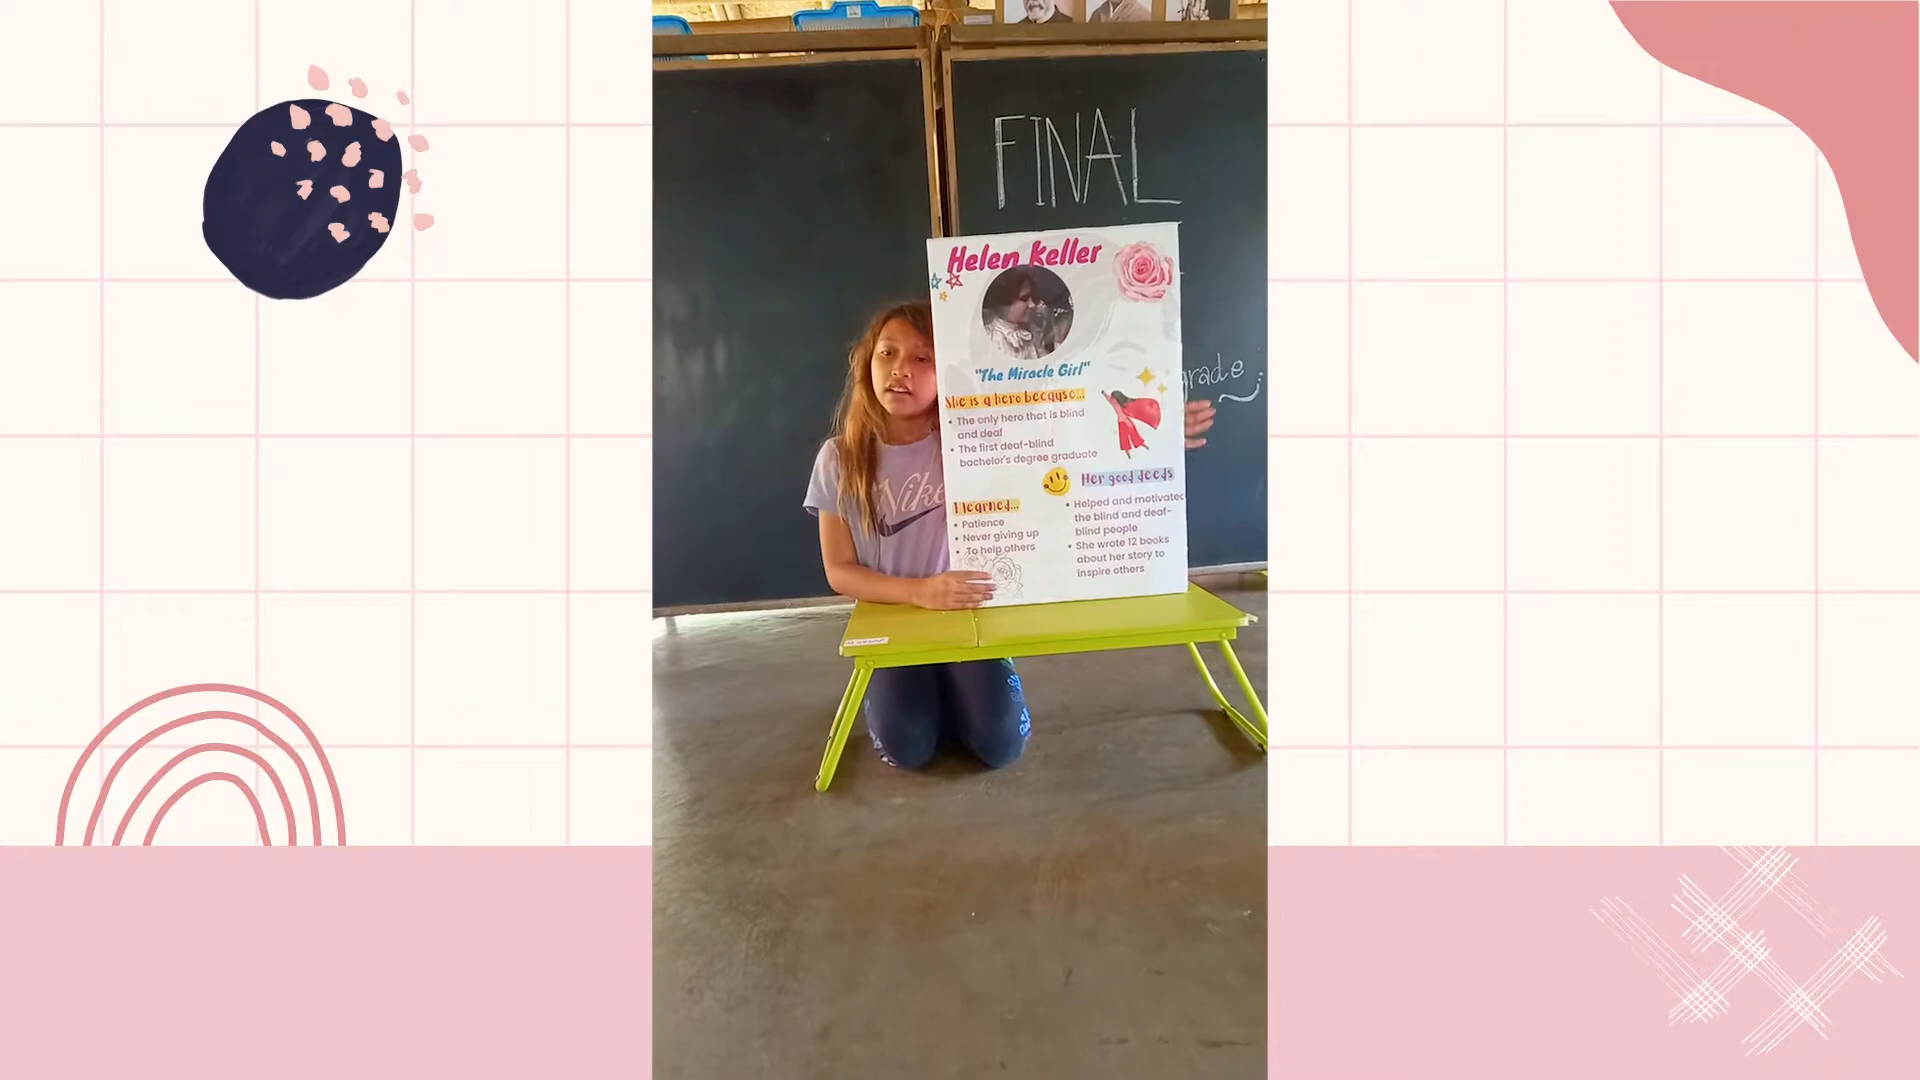 FINAL
Helen Keller
"The Miracle Girl"
She is a hero because...
• The only hero that is blind
and deaf
• The first deaf-blind
bachelor's degree graduate
Her good deeds
• Helped and motivated
the blind and deaf-
blind people
• She wrote 12 books
about her story to
inspire others
I learned...
• Patience
• Never giving up
• To help others
grade
Nike